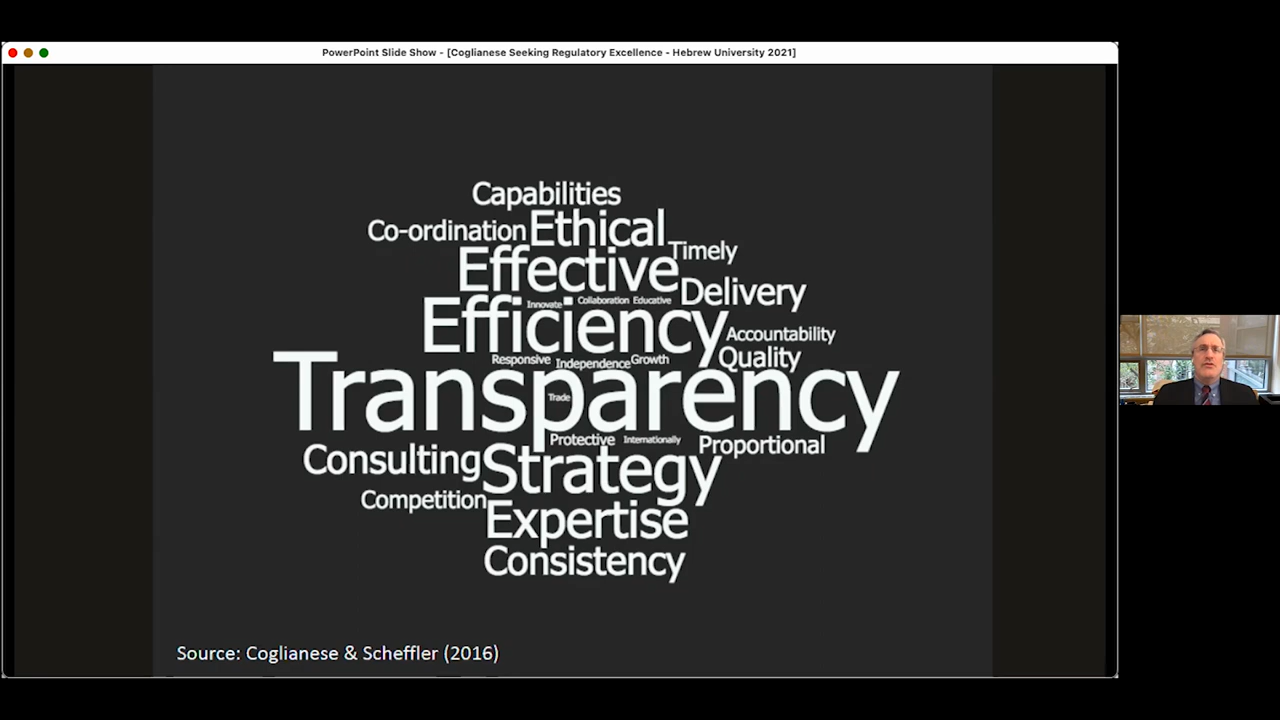 PowerPoint Slide Show - [Coglianese Seeking Regulatory Excellence - Hebrew University 2021]
Capabilities
Co-ordination Ethical
Timely
Effective
Delivery
Innovate Collaboration Educative
Efficiency
Accountability
Quality
Responsive Independence Growth
Transparency
Trade
Protective Internationally
Proportional
Consulting Strategy
Competition
Expertise
Consistency
Source: Coglianese & Scheffler (2016)